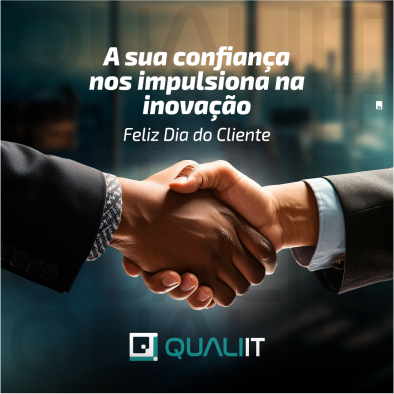 A sua confiança
nos impulsiona na
inovação
Feliz Dia do Cliente
QUALIIT